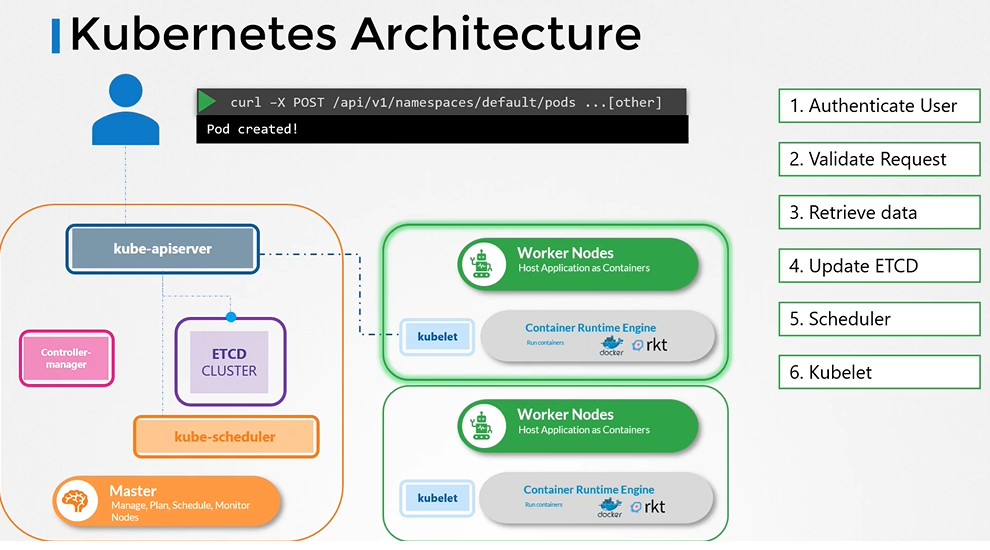 Kubernetes Architecture
curl –X POST /api/v1/namespaces/default/pods ...[other]
Pod created!
1. Authenticate User
2. Validate Request
3. Retrieve data
4. Update ETCD
5. Scheduler
6. Kubelet
kube-apiserver
Controller-
manager
ETCD
CLUSTER
kube-scheduler
Master
Manage, Plan, Schedule, Monitor
Nodes
Worker Nodes
Host Application as Containers
kubelet
Container Runtime Engine
Run containers
docker
rkt
Worker Nodes
Host Application as Containers
kubelet
Container Runtime Engine
Run containers
docker
rkt